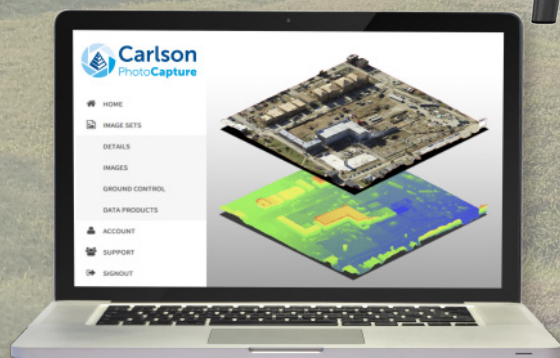 Carlson
PhotoCapture
HOME
IMAGE SETS
DETAILS
IMAGES
GROUND CONTROL
DATA PRODUCTS
ACCOUNT
SUPPORT
SIGNOUT